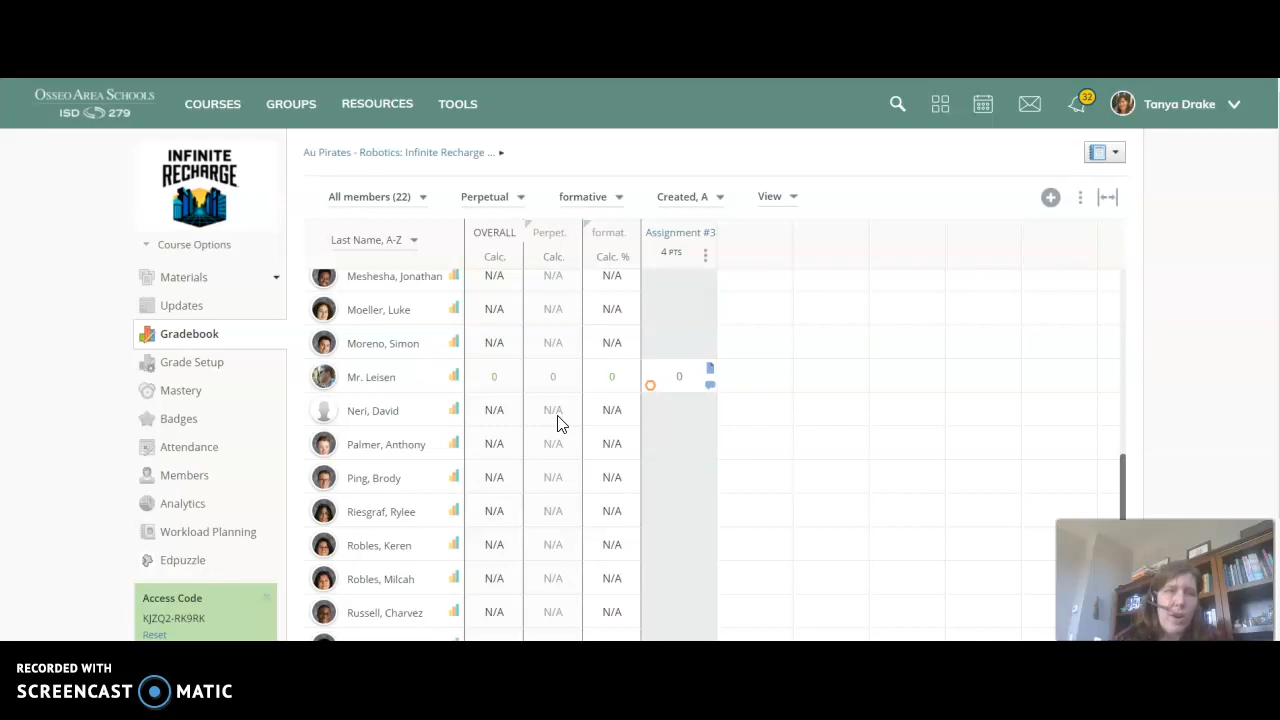 OSSEO AREA SCHOOLS
ISD 279
COURSES GROUPS RESOURCES TOOLS
32
Tanya Drake
INFINITE
RECHARGE
Course Options
Materials
Updates
Gradebook
Grade Setup
Mastery
Badges
Attendance
Members
Analytics
Workload Planning
Edpuzzle
Access Code
KJZQ2-RK9RK
Reset
Au Pirates - Robotics: Infinite Recharge ...
All members (22) Perpetual formative Created, A View
Last Name, A-Z OVERALL Perpet. format. Assignment #3
Calc. Calc. Calc. % 4 PTS
Meshesha, Jonathan N/A N/A N/A
Moeller, Luke N/A N/A N/A
Moreno, Simon N/A N/A N/A
Mr. Leisen 0 0 0 0
Neri, David N/A N/A N/A
Palmer, Anthony N/A N/A N/A
Ping, Brody N/A N/A N/A
Riesgraf, Rylee N/A N/A N/A
Robles, Keren N/A N/A N/A
Robles, Milcah N/A N/A N/A
Russell, Charvez N/A N/A N/A
RECORDED WITH
SCREENCAST MATIC